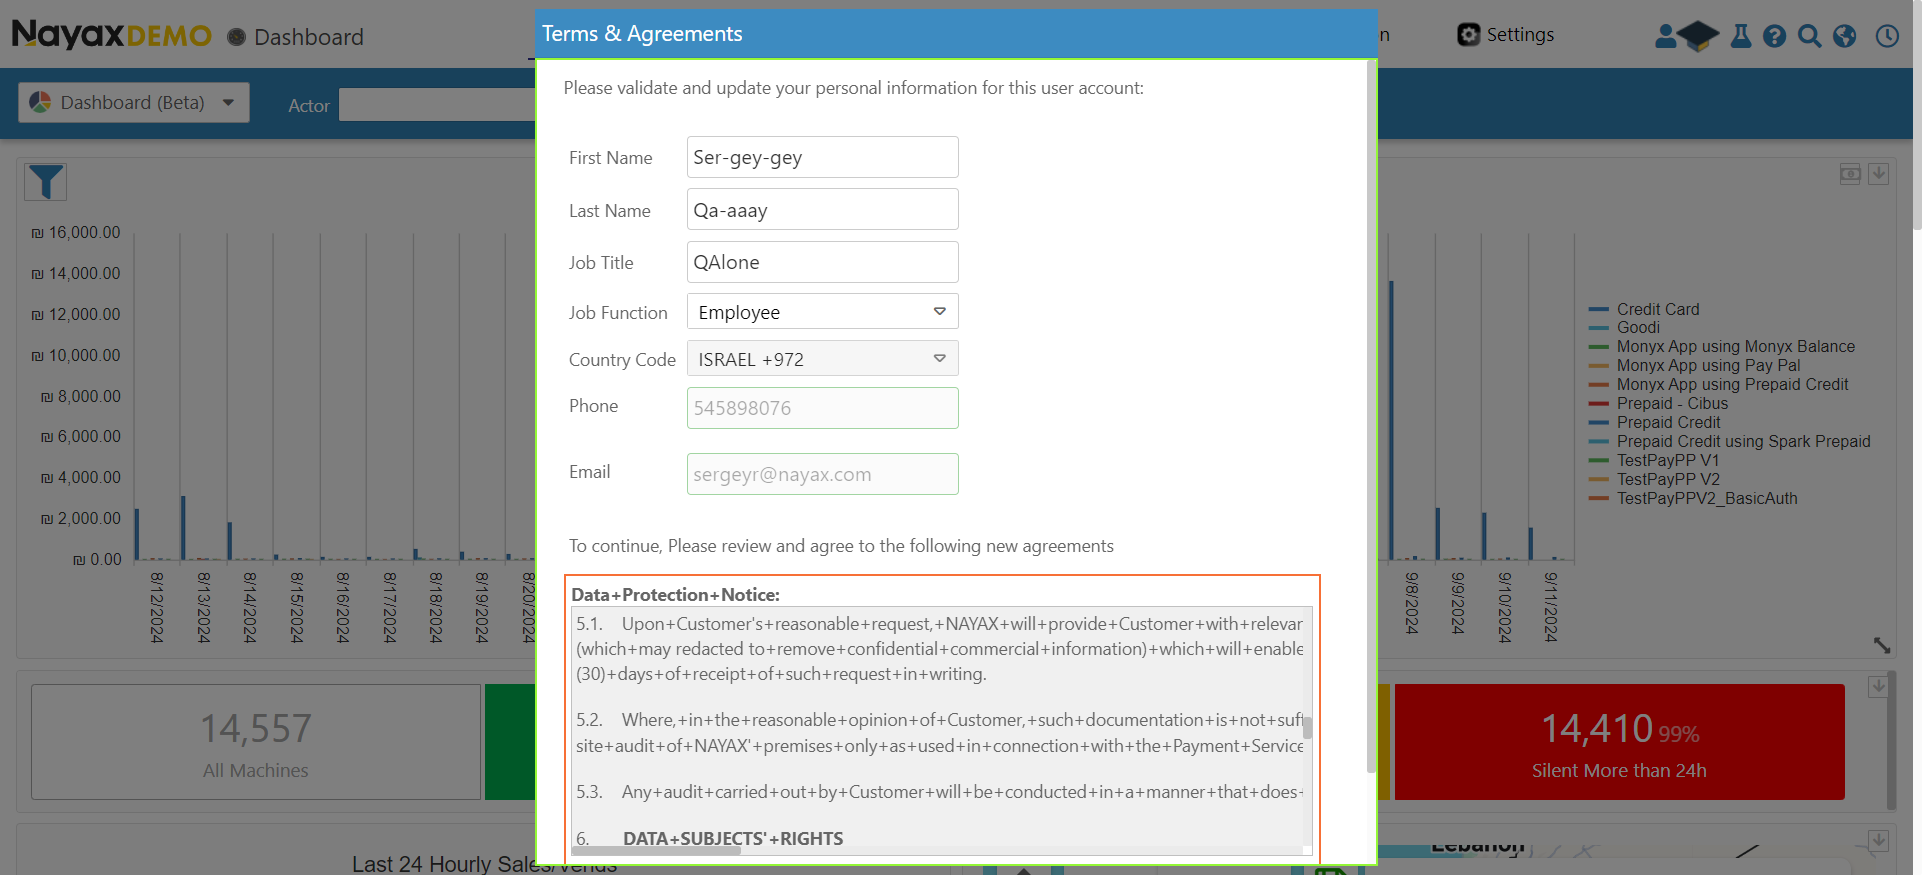 NayaxDEMO
Dashboard
n
Settings
Dashboard (Beta)
Actor
Terms & Agreements
Please validate and update your personal information for this user account:
First Name
Ser-gey-gey
Last Name
Qa-aaay
Job Title
QAlone
Job Function
Employee
Country Code
ISRAEL +972
Phone
545898076
Email
sergeyr@nayax.com
To continue, Please review and agree to the following new agreements
Data+Protection+Notice:
5.1. Upon+Customer's+reasonable+request,+NAYAX+will+provide+Customer+with+relevan
(which+may redacted to+remove+confidential+commercial+information)+which+will+enable
(30)+days+of+receipt+of+such+request+in+writing.
5.2. Where,+in+the+reasonable+opinion+of+Customer,+such+documentation+is+not+suf
site+audit+of+NAYAX'+premises+only+as+used+in+connection+with+the+Payment+Service
5.3. Any+audit+carried+out+by+Customer+will+be+conducted+in+a+manner+that+does+
6. DATA+SUBJECTS'+RIGHTS
₪ 16,000.00
₪ 14,000.00
₪ 12,000.00
₪ 10,000.00
₪ 8,000.00
₪ 6,000.00
₪ 4,000.00
₪ 2,000.00
₪ 0.00
8/12/2024
8/13/2024
8/14/2024
8/15/2024
8/16/2024
8/17/2024
8/18/2024
8/19/2024
8/20/2024
9/8/2024
9/9/2024
9/10/2024
9/11/2024
Credit Card
Goodi
Monyx App using Monyx Balance
Monyx App using Pay Pal
Monyx App using Prepaid Credit
Prepaid - Cibus
Prepaid Credit
Prepaid Credit using Spark Prepaid
TestPayPP V1
TestPayPP V2
TestPayPPV2_BasicAuth
14,557
All Machines
14,410 99%
Silent More than 24h
Last 24 Hourly Sales/Vends
Lebanon